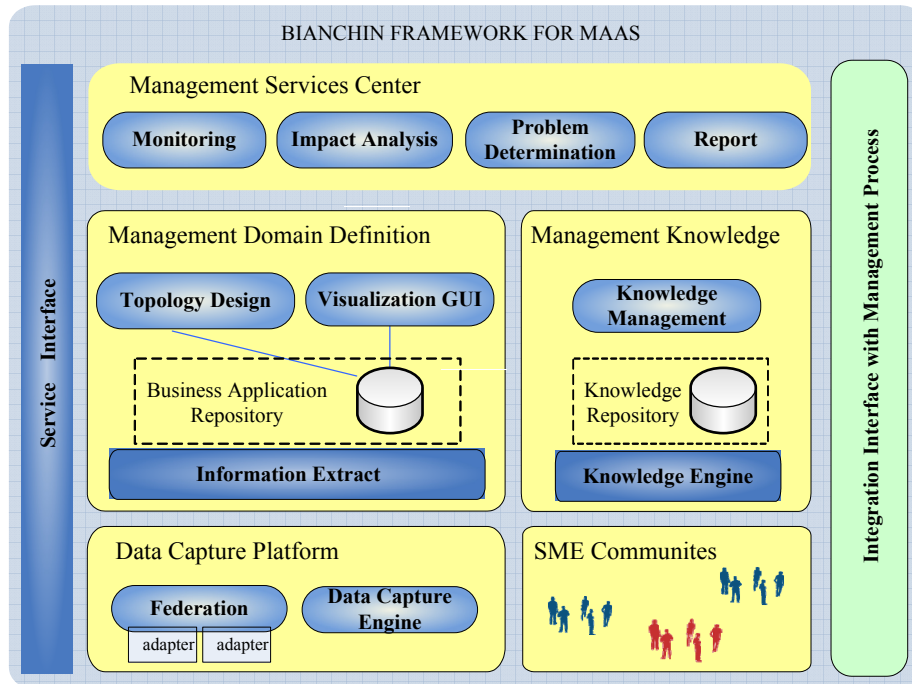 BIANCHIN FRAMEWORK FOR MAAS
Service Interface
Management Services Center
Monitoring
Impact Analysis
Problem
Determination
Report
Management Domain Definition
Topology Design
Visualization GUI
Business Application
Repository
Information Extract
Management Knowledge
Knowledge
Management
Knowledge
Repository
Knowledge Engine
Data Capture Platform
Federation
adapter
adapter
Data Capture
Engine
SME Communites
Integration Interface with Management Process